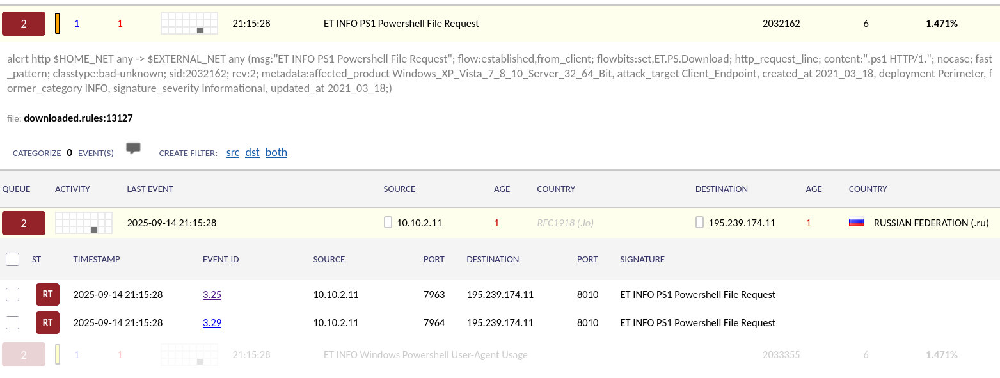 2 1 1 21:15:28 ET INFO PS1 Powershell File Request 2032162 6 1.471%
alert http $HOME_NET any -> $EXTERNAL_NET any (msg:"ET INFO PS1 Powershell File Request"; flow:established,from_client; flowbits:set,ET.PS.Download; http_request_line; content:".ps1 HTTP/1."; nocase; fast
_pattern; classtype:bad-unknown; sid:2032162; rev:2; metadata:affected_product Windows_XP_Vista_7_8_10_Server_32_64_Bit, attack_target Client_Endpoint, created_at 2021_03_18, deployment Perimeter, f
ormer_category INFO, signature_severity Informational, updated_at 2021_03_18;)
file: downloaded.rules:13127
CATEGORIZE 0 EVENT(S) CREATE FILTER: src dst both
QUEUE ACTIVITY LAST EVENT SOURCE AGE COUNTRY DESTINATION AGE COUNTRY
2 2025-09-14 21:15:28 10.10.2.11 1 RFC1918 (.lo) 195.239.174.11 1 RUSSIAN FEDERATION (.ru)
ST TIMESTAMP EVENT ID SOURCE PORT DESTINATION PORT SIGNATURE
RT 2025-09-14 21:15:28 3.25 10.10.2.11 7963 195.239.174.11 8010 ET INFO PS1 Powershell File Request
RT 2025-09-14 21:15:28 3.29 10.10.2.11 7964 195.239.174.11 8010 ET INFO PS1 Powershell File Request
2 1 1 21:15:28 ET INFO Windows Powershell User-Agent Usage 2033355 6 1.471%